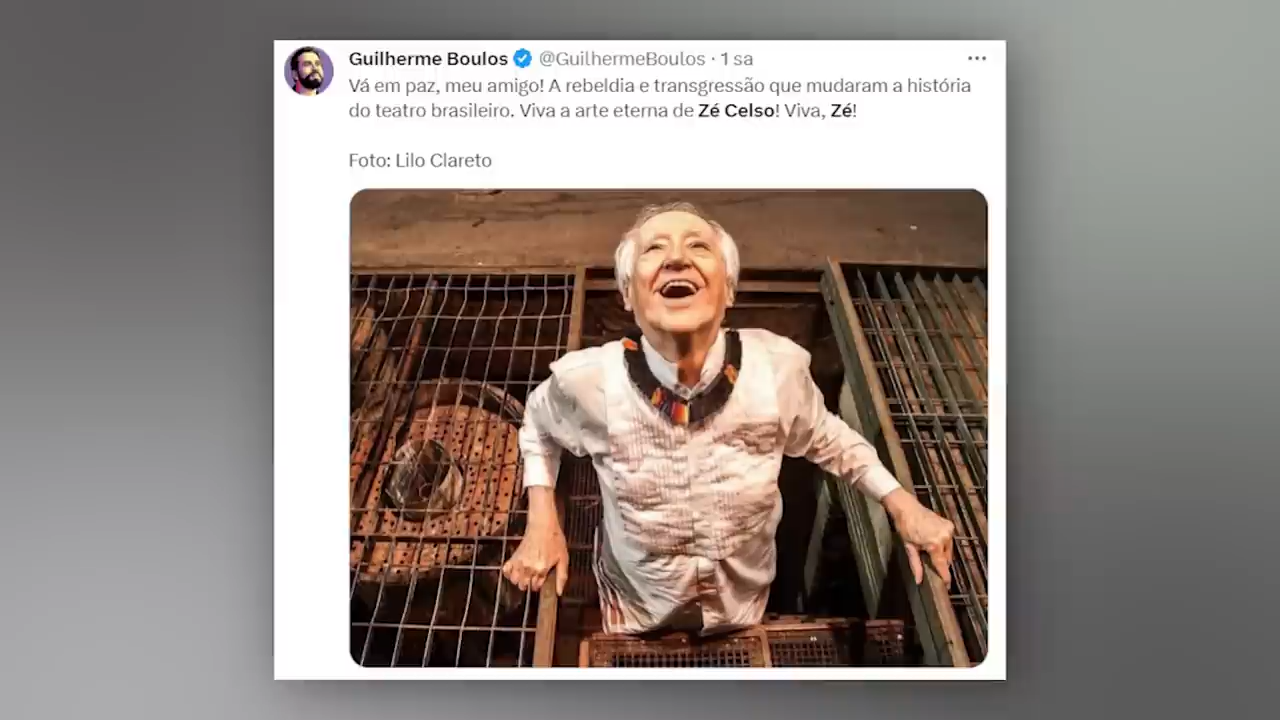 Guilherme Boulos @GuilhermeBoulos · 1 sa
Vá em paz, meu amigo! A rebeldia e transgressão que mudaram a história
do teatro brasileiro. Viva a arte eterna de Zé Celso! Viva, Zé!
Foto: Lilo Clareto